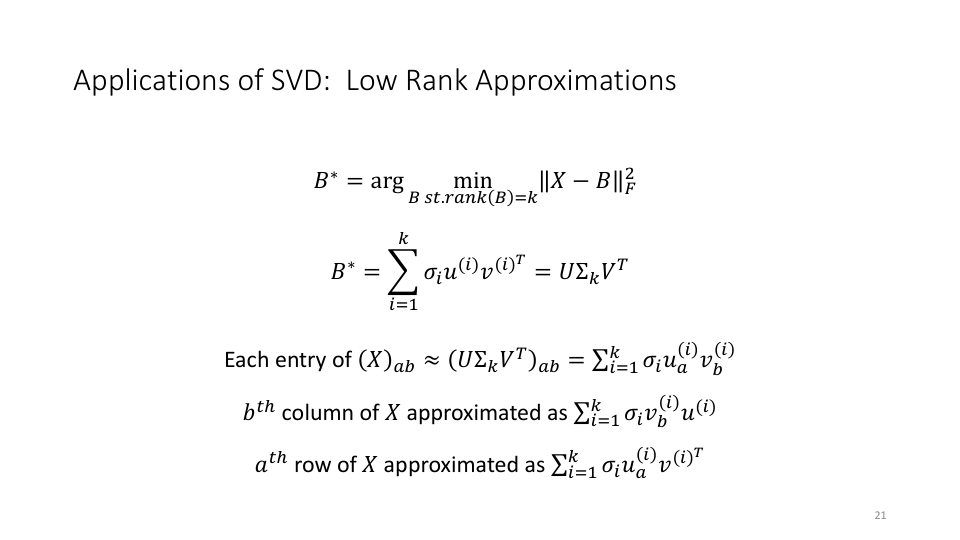 Applications of SVD:  Low Rank Approximations
$B^* = \arg \min_{B \, st. rank(B)=k} \|X - B\|_F^2$
$B^* = \sum_{i=1}^{k} \sigma_i u^{(i)} v^{(i)^T} = U\Sigma_k V^T$
Each entry of $(X)_{ab} \approx (U\Sigma_k V^T)_{ab} = \sum_{i=1}^{k} \sigma_i u_a^{(i)} v_b^{(i)}$
$b^{th}$ column of $X$ approximated as $\sum_{i=1}^{k} \sigma_i v_b^{(i)} u^{(i)}$
$a^{th}$ row of $X$ approximated as $\sum_{i=1}^{k} \sigma_i u_a^{(i)} v^{(i)^T}$
21